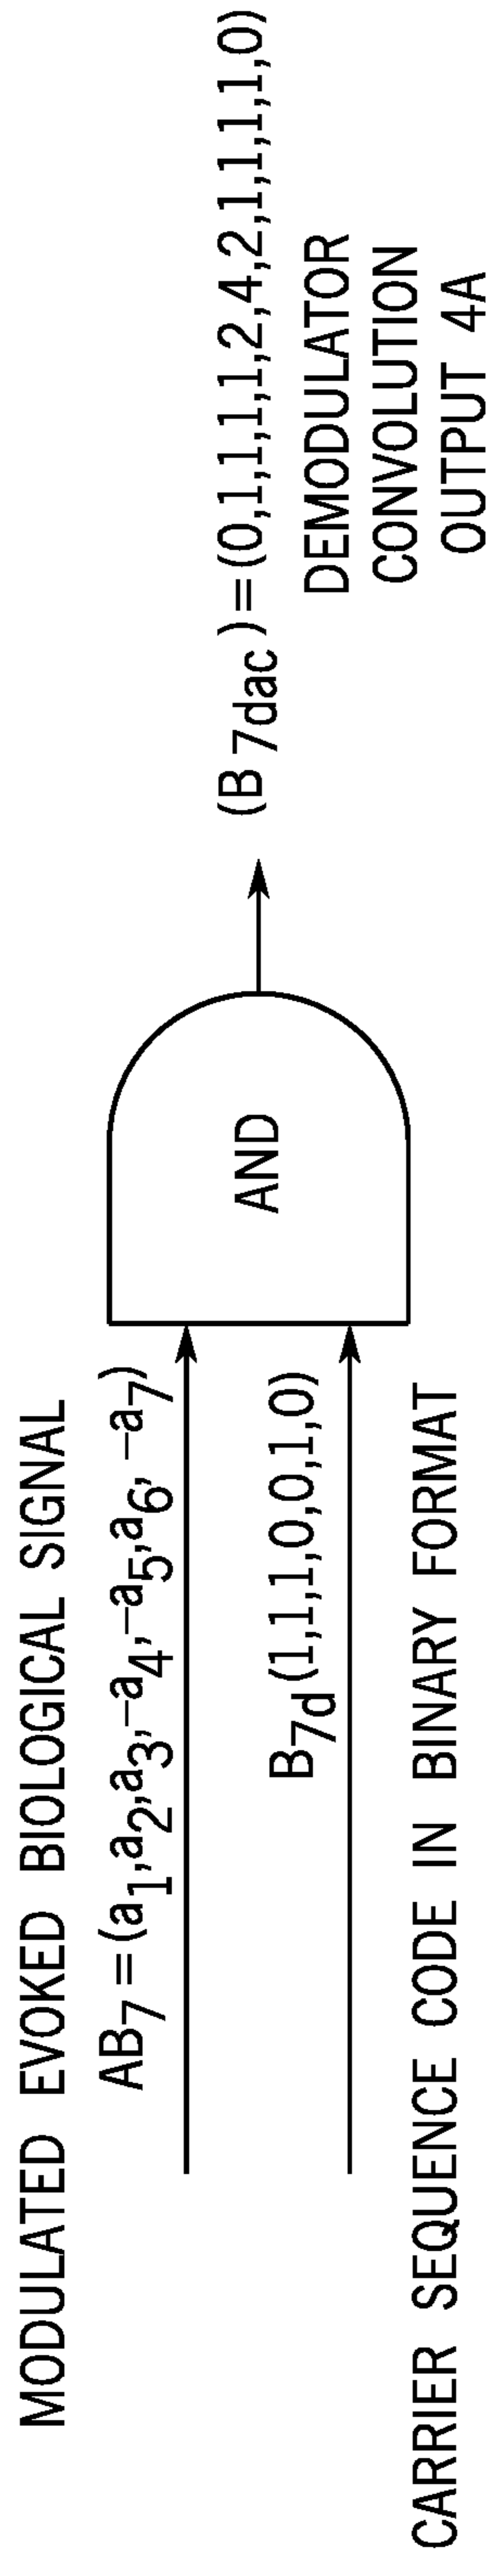 MODULATED EVOKED BIOLOGICAL SIGNAL
AB7 =(a1,a2,a3,-a4,-a5,a6, -a7)
B7d(1,1,1,0,0,1,0)
CARRIER SEQUENCE CODE IN BINARY FORMAT
AND
(B 7dac)=(0,1,1,1,1,2,4,2,1,1,1,1,0)
DEMODULATOR
CONVOLUTION
OUTPUT 4A